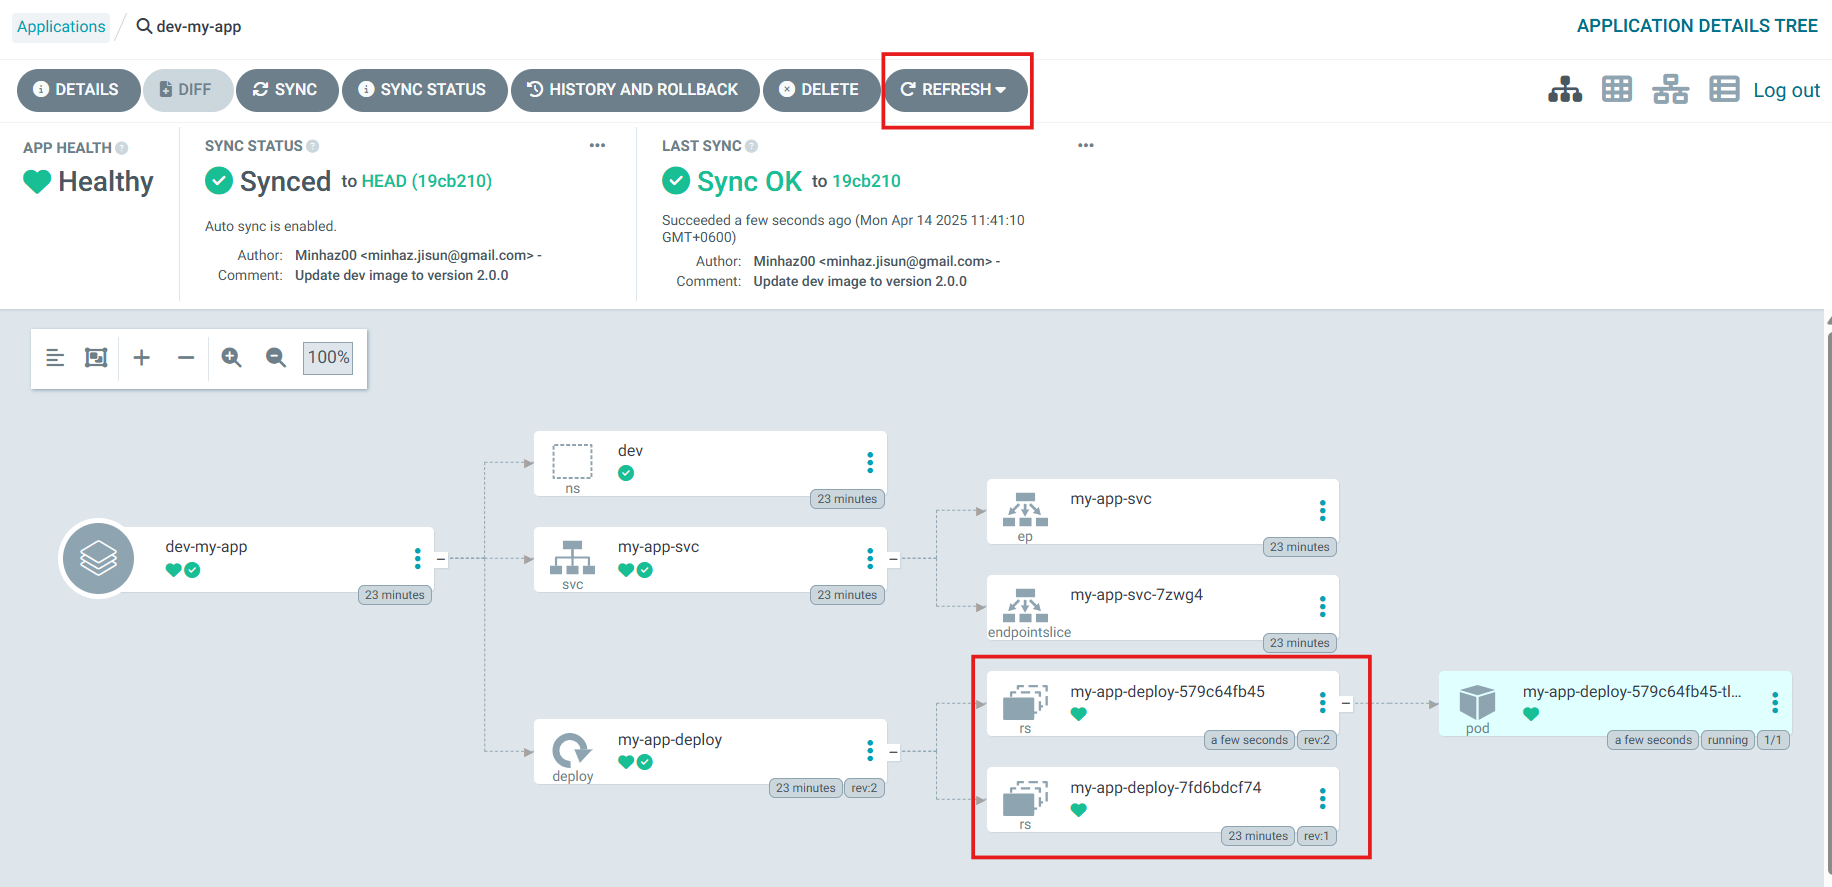 Applications / dev-my-app
APPLICATION DETAILS TREE
DETAILS
DIFF
SYNC
SYNC STATUS
HISTORY AND ROLLBACK
DELETE
REFRESH
Log out
APP HEALTH
Healthy
SYNC STATUS
Synced to HEAD (19cb210)
Auto sync is enabled.
Author: Minhaz00 <minhaz.jisun@gmail.com> -
Comment: Update dev image to version 2.0.0
LAST SYNC
Sync OK to 19cb210
Succeeded a few seconds ago (Mon Apr 14 2025 11:41:10
GMT+0600)
Author: Minhaz00 <minhaz.jisun@gmail.com> -
Comment: Update dev image to version 2.0.0
100%
dev-my-app
23 minutes
dev
ns
23 minutes
my-app-svc
svc
23 minutes
my-app-deploy
deploy
23 minutes
rev:2
my-app-svc
ep
23 minutes
my-app-svc-7zwg4
endpointslice
23 minutes
my-app-deploy-579c64fb45
rs
a few seconds
rev:2
my-app-deploy-7fd6bdcf74
rs
23 minutes
rev:1
my-app-deploy-579c64fb45-tl...
pod
a few seconds
running
1/1